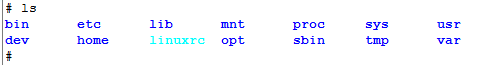 # ls
bin etc lib mnt proc sys usr
dev home linuxrc opt sbin tmp var
#